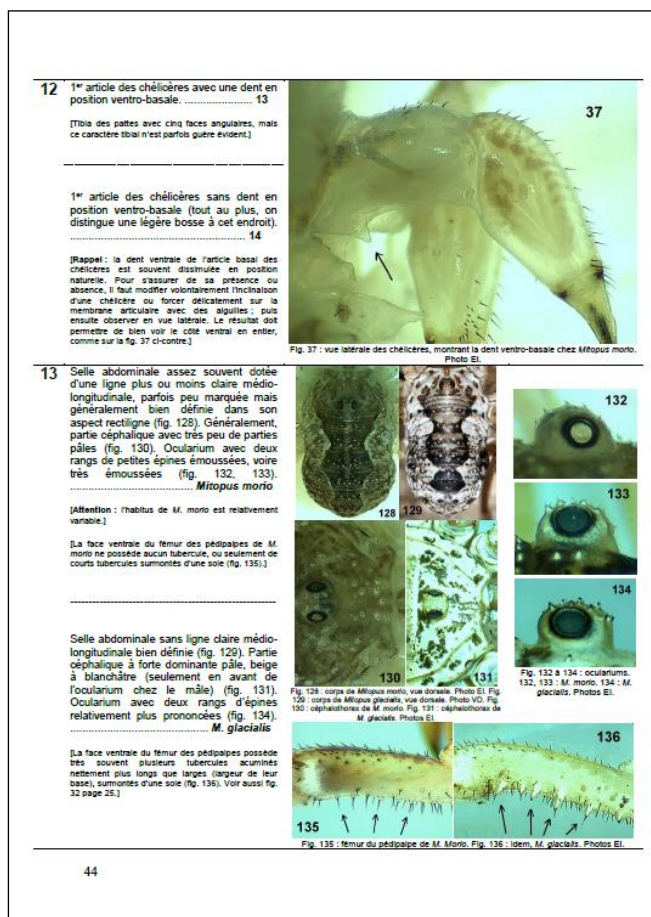 12 1er article des chélicères avec une dent en
position ventro-basale. ........................ 13
[Tibia des pattes avec cinq faces angulaires, mais
ce caractère tibial n'est parfois guère évident.]
1er article des chélicères sans dent en
position ventro-basale (tout au plus, on
distingue une légère bosse à cet endroit).
...................................................... 14
[Rappel : la dent ventrale de l'article basal des
chélicères est souvent dissimulée en position
naturelle. Pour s'assurer de sa présence ou
absence, il faut modifier volontairement l'inclinaison
d'une chélicère ou forcer délicatement sur la
membrane articulaire avec des aiguilles ; puis
ensuite observer en vue latérale. Le résultat doit
permettre de bien voir le côté ventral en entier,
comme sur la fig. 37 ci-contre.]
37
Fig. 37 : vue latérale des chélicères, montrant la dent ventro-basale chez Mitopus morio.
Photo EI.
13 Selle abdominale assez souvent dotée
d'une ligne plus ou moins claire médio-
longitudinale, parfois peu marquée mais
généralement bien définie dans son
aspect rectiligne (fig. 128). Généralement,
partie céphalique avec très peu de parties
pâles (fig. 130). Ocularium avec deux
rangs de petites épines émoussées, voire
très émoussées (fig. 132, 133).
...................................... Mitopus morio
[Attention : l'habitus de M. morio est relativement
variable.]
[La face ventrale du fémur des pédipalpes de M.
morio ne possède aucun tubercule, ou seulement de
courts tubercules surmontés d'une soie (fig. 135).]
Selle abdominale sans ligne claire médio-
longitudinale bien définie (fig. 129). Partie
céphalique à forte dominante pâle, beige
à blanchâtre (seulement en avant de
l'ocularium chez le mâle) (fig. 131).
Ocularium avec deux rangs d'épines
relativement plus prononcées (fig. 134).
.......................................... M. glacialis
[La face ventrale du fémur des pédipalpes possède
très souvent plusieurs tubercules acuminés
nettement plus longs que larges (largeur de leur
base), surmontés d'une soie (fig. 136). Voir aussi fig.
32 page 25.]
128
129
130
131
Fig. 128 : corps de Mitopus morio, vue dorsale. Photo EI. Fig.
129 : corps de Mitopus glacialis, vue dorsale. Photo VD. Fig.
130 : céphalothorax de M. morio. Fig. 131 : céphalothorax de
M. glacialis. Photos EI.
132
133
134
Fig. 132 à 134 : oculariums.
132, 133 : M. morio. 134 : M.
glacialis. Photos EI.
135
136
Fig. 135 : fémur du pédipalpe de M. Morio. Fig. 136 : idem, M. glacialis. Photos EI.
44